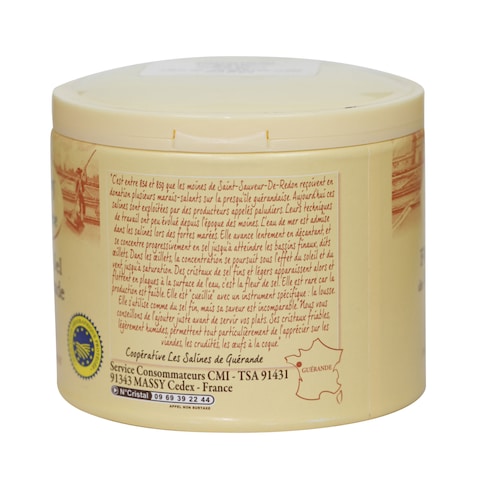 "C'est entre 854 et 859 que les moines de Saint-Sauveur-De-Redon reçoivent en
donation plusieurs marais-salants sur la presqu'île guérandaise. Aujourd'hui ces
salines sont exploitées par des producteurs appelés paludiers. Leurs techniques
de travail ont peu évolué depuis l'époque des moines. L'eau de mer est admise
dans les salines lors des fortes marées. Elle avance lentement en décantant et
se concentre progressivement en sel jusqu'à atteindre les bassins finaux, dits
œillets. Dans les œillets, la concentration se poursuit sous l'effet du soleil et du
vent, jusqu'à saturation. Des cristaux de sel fins et légers apparaissent alors et
flottent en plaques à la surface de l'eau, c'est la fleur de sel. Elle est rare car la
production est faible. Elle est "cueillie" avec un instrument spécifique : la lousse.
Elle s'utilise comme du sel fin, mais sa saveur est incomparable. Nous vous
conseillons de l'ajouter juste avant de servir vos plats. Ses cristaux friables,
légèrement humides, permettent tout particulièrement de l'apprécier sur les
viandes, les crudités, les œufs à la coque."
Coopérative Les Salines de Guérande
Service Consommateurs CMI - TSA 91431
91343 MASSY Cedex - France
N°Cristal 09 69 39 22 44
APPEL NON SURTAXÉ
GUÉRANDE